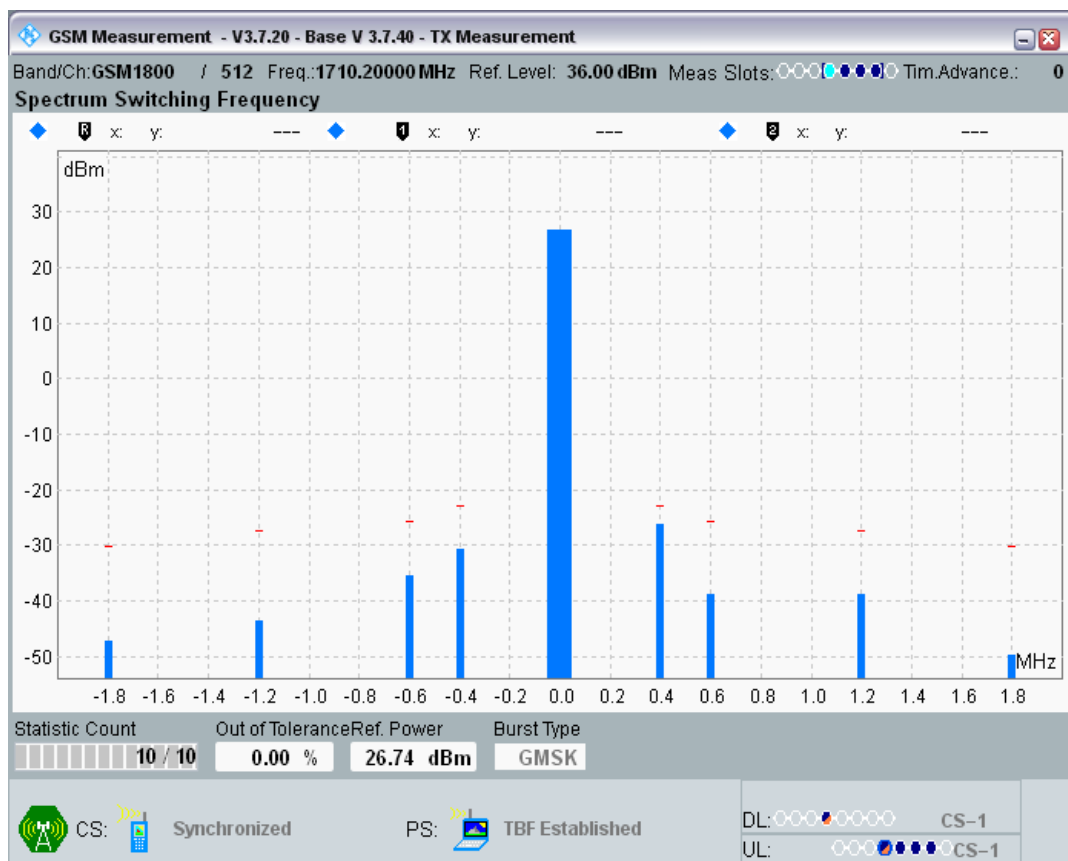 GSM Measurement - V3.7.20 - Base V 3.7.40 - TX Measurement
Band/Ch:GSM1800 / 512 Freq.:1710.20000 MHz Ref. Level: 36.00 dBm Meas Slots: Tim.Advance.: 0
Spectrum Switching Frequency
R x: y: --- 1 x: y: --- 2 x: y: ---
dBm
30
20
10
0
-10
-20
-30
-40
-50
MHz
-1.8 -1.6 -1.4 -1.2 -1.0 -0.8 -0.6 -0.4 -0.2 0.0 0.2 0.4 0.6 0.8 1.0 1.2 1.4 1.6 1.8
Statistic Count Out of Tolerance Ref. Power Burst Type
10 / 10 0.00 % 26.74 dBm GMSK
CS: Synchronized PS: TBF Established
DL: CS-1
UL: CS-1